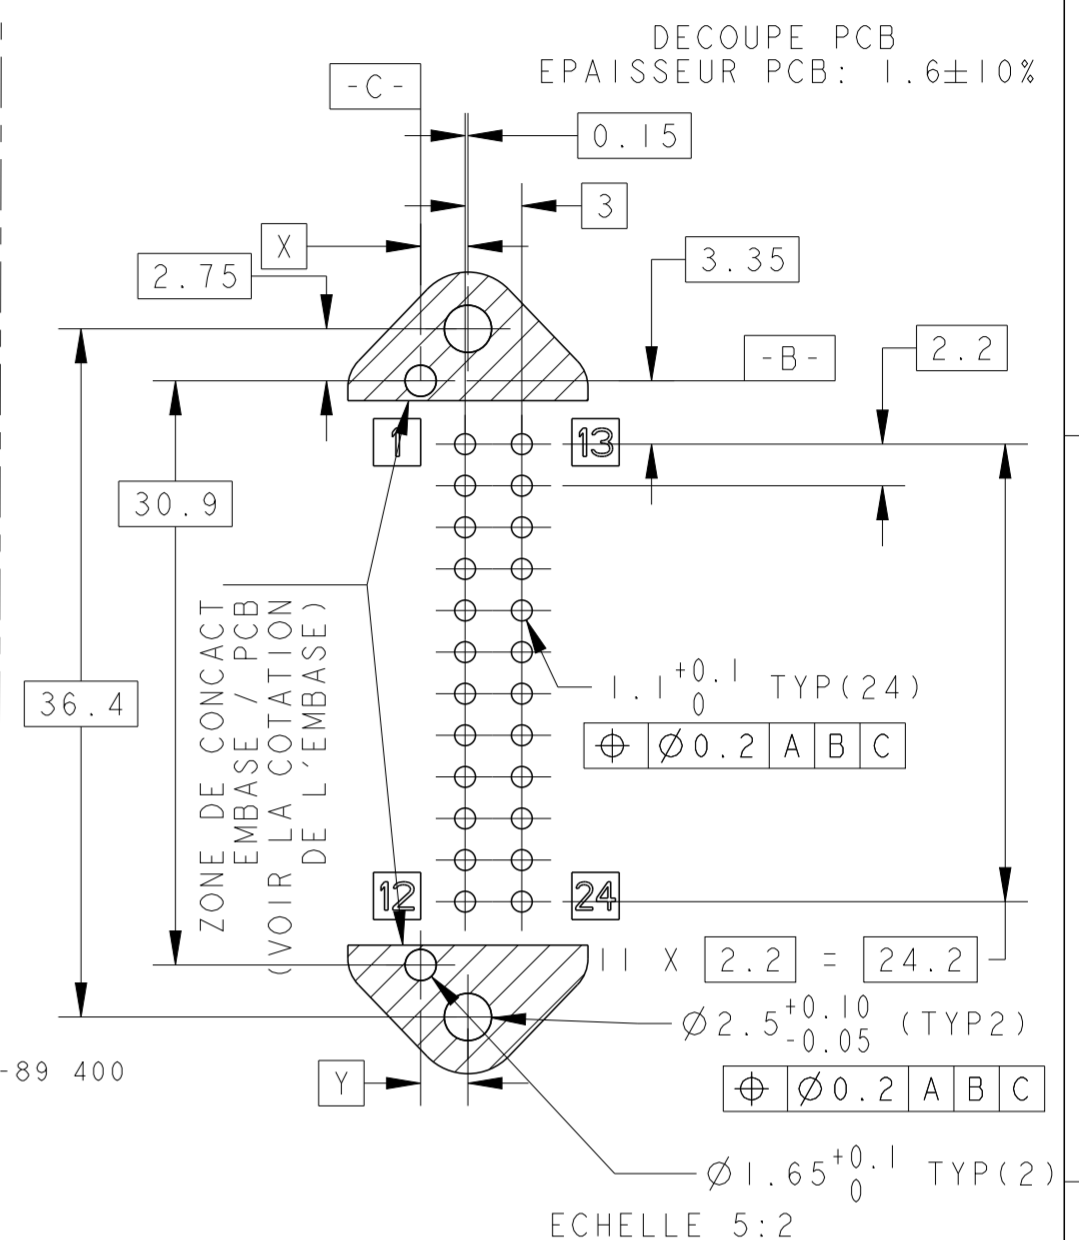 DECOUPE PCB
EPAISSEUR PCB: 1.6±10%
-C-
0.15
3
X
2.75
3.35
-B-
2.2
1
13
30.9
36.4
ZONE DE CONCACT
EMBASE / PCB
(VOIR LA COTATION
DE L'EMBASE)
1.1 +0.1 0 TYP(24)
⌖ Ø0.2 A B C
12
24
11 X 2.2 = 24.2
Ø2.5 +0.10 -0.05 (TYP2)
⌖ Ø0.2 A B C
-89 400
Y
Ø1.65 +0.1 0 TYP(2)
ECHELLE 5:2